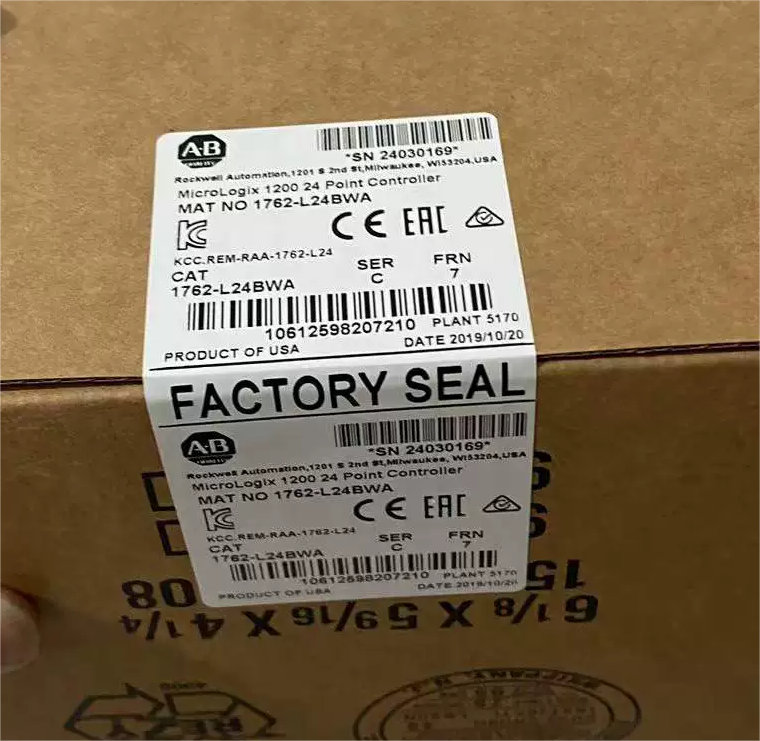 A-B
QUALITY
*SN 24030169*
Rockwell Automation,1201 S 2nd St,Milwaukee, WI53204,USA
MicroLogix 1200 24 Point Controller
MAT NO 1762-L24BWA
CE EAC
KCC.REM-RAA-1762-L24
CAT SER FRN
1762-L24BWA C 7
10612598207210 PLANT 5170
PRODUCT OF USA DATE 2019/10/20
FACTORY SEAL
A-B
QUALITY
*SN 24030169*
Rockwell Automation,1201 S 2nd St,Milwaukee, WI53204,USA
MicroLogix 1200 24 Point Controller
MAT NO 1762-L24BWA
CE EAC
KCC.REM-RAA-1762-L24
CAT SER FRN
1762-L24BWA C 7
10612598207210 PLANT 5170
PRODUCT OF USA DATE 2019/10/20
6 1/8 X 5 9/16 X 4 1/4